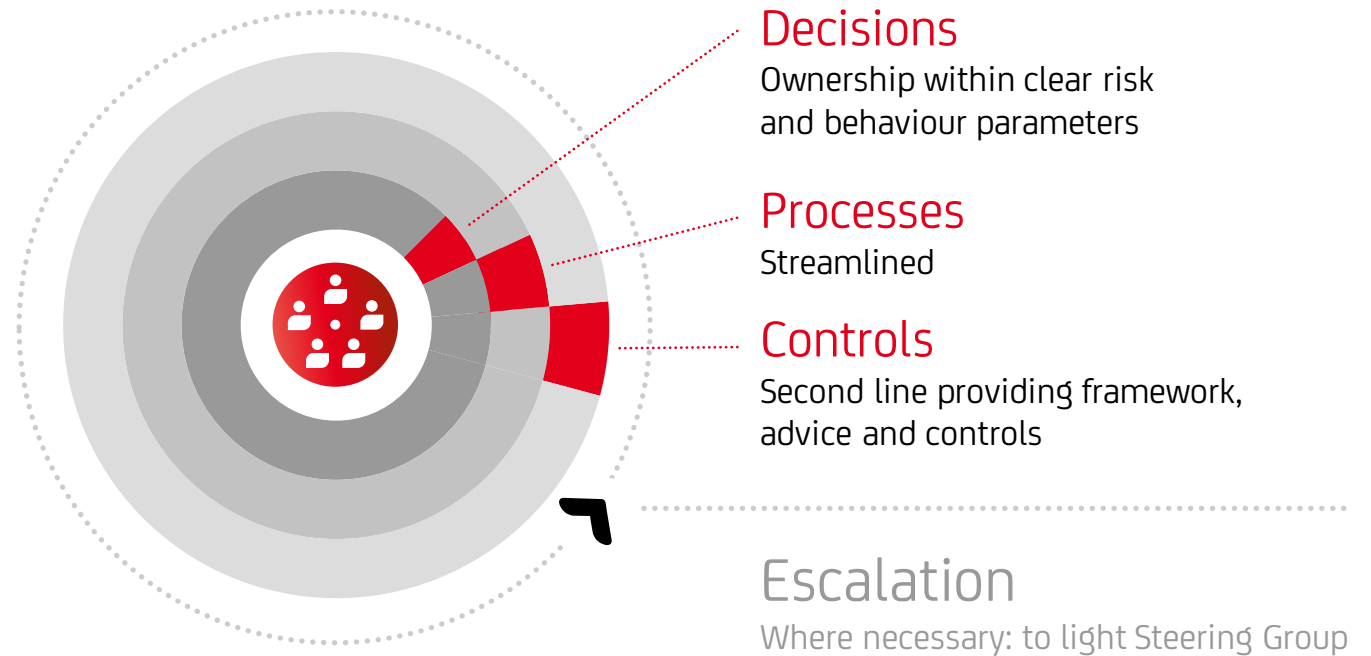 Decisions
Ownership within clear risk
and behaviour parameters
Processes
Streamlined
Controls
Second line providing framework,
advice and controls
Escalation
Where necessary: to light Steering Group